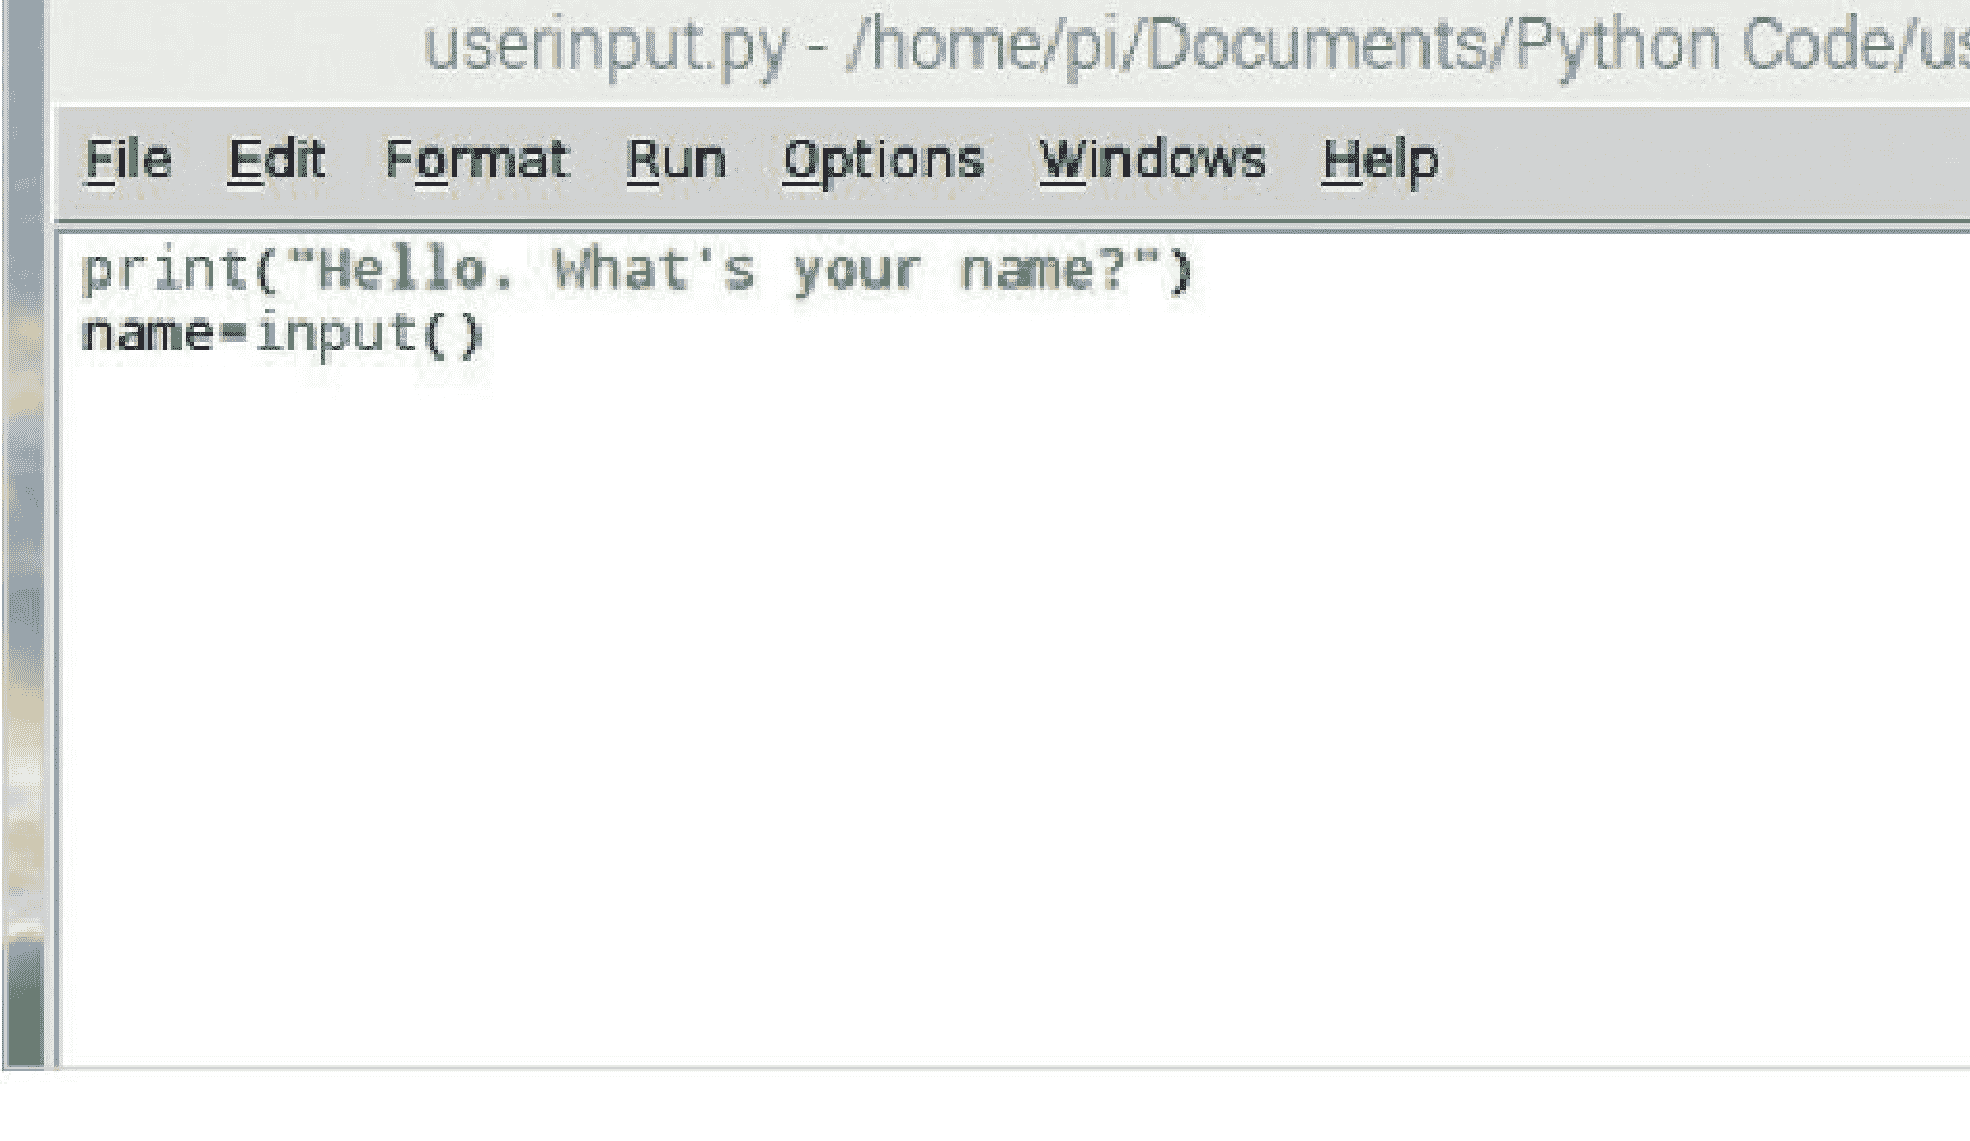 userinput.py - /home/pi/Documents/Python Code/us
File Edit Format Run Options Windows Help
print("Hello. What's your name?")
name=input()